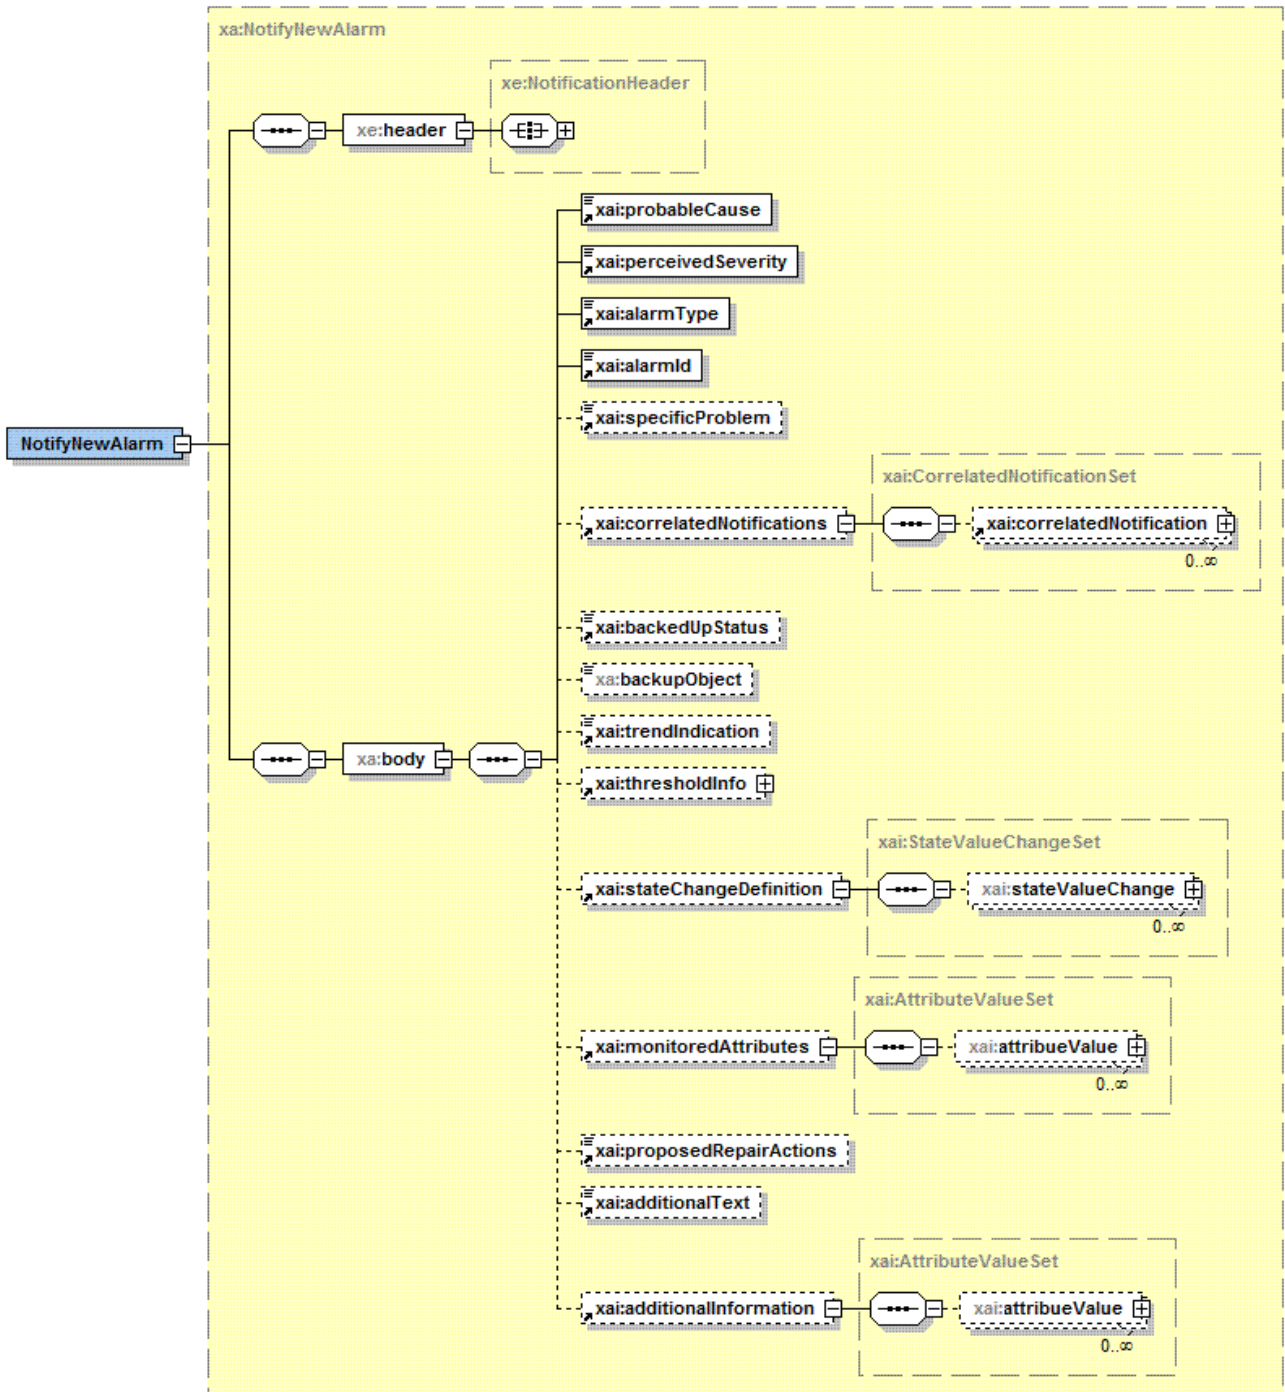 xa:NotifyNewAlarm
xe:NotificationHeader
xe:header
xai:probableCause
xai:perceivedSeverity
xai:alarmType
xai:alarmId
xai:specificProblem
NotifyNewAlarm
xai:CorrelatedNotificationSet
xai:correlatedNotifications
xai:correlatedNotification
0..∞
xai:backedUpStatus
xa:backupObject
xai:trendIndication
xa:body
xai:thresholdInfo
xai:StateValueChangeSet
xai:stateChangeDefinition
xai:stateValueChange
0..∞
xai:AttributeValueSet
xai:monitoredAttributes
xai:attribueValue
0..∞
xai:proposedRepairActions
xai:additionalText
xai:AttributeValueSet
xai:additionalInformation
xai:attribueValue
0..∞